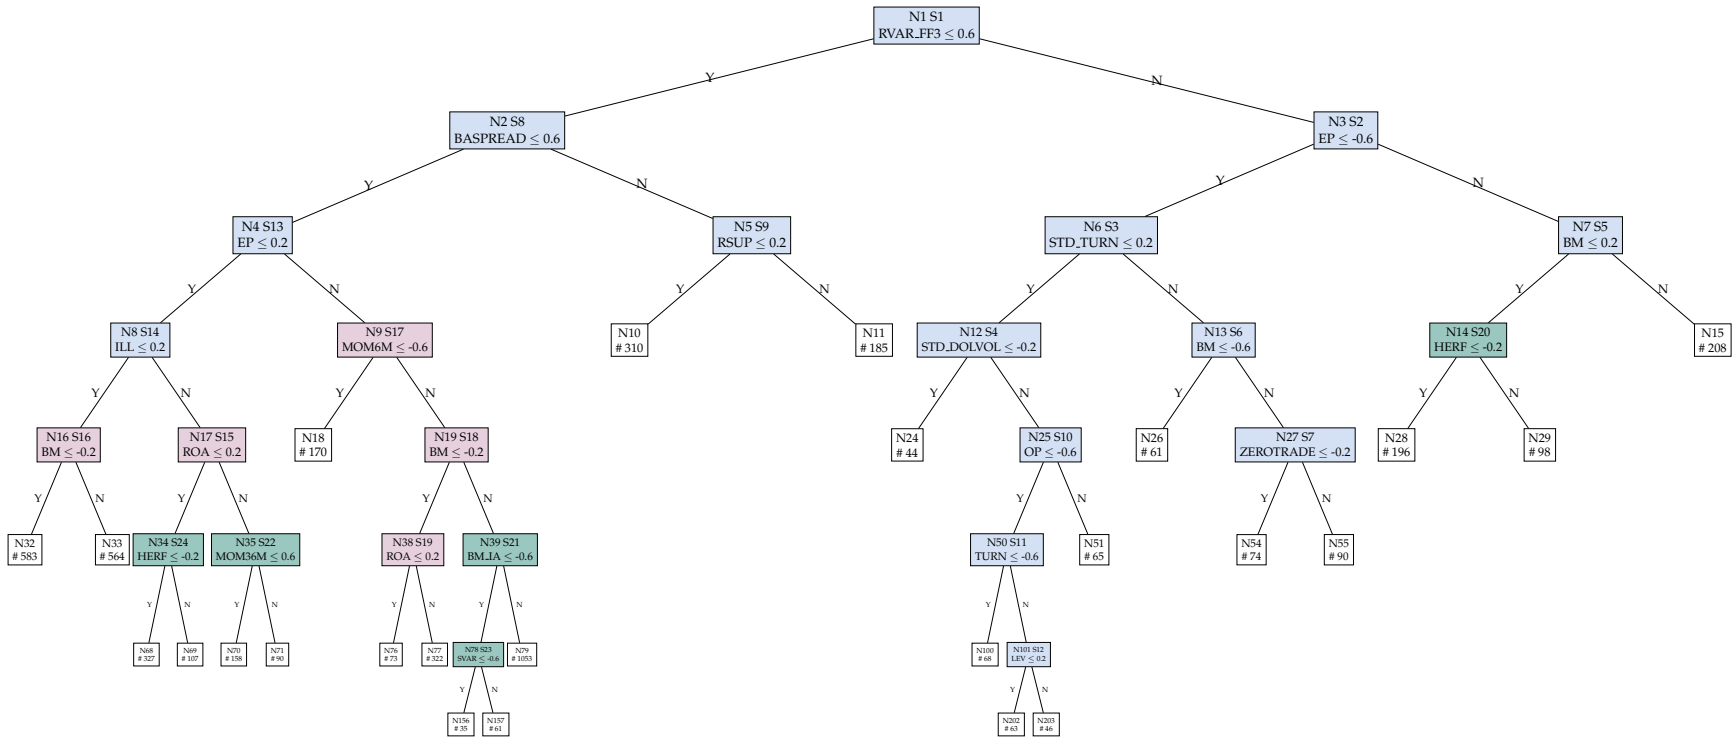 N1 S1
RVAR_FF3 ≤ 0.6
Y
N
N2 S8
BASPREAD ≤ 0.6
N3 S2
EP ≤ -0.6
Y
N
Y
N
N4 S13
EP ≤ 0.2
N5 S9
RSUP ≤ 0.2
N6 S3
STD_TURN ≤ 0.2
N7 S5
BM ≤ 0.2
Y
N
Y
N
Y
N
Y
N
N8 S14
ILL ≤ 0.2
N9 S17
MOM6M ≤ -0.6
N10
# 310
N11
# 185
N12 S4
STD_DOLVOL ≤ -0.2
N13 S6
BM ≤ -0.6
N14 S20
HERF ≤ -0.2
N15
# 208
Y
N
Y
N
Y
N
Y
N
Y
N
N16 S16
BM ≤ -0.2
N17 S15
ROA ≤ 0.2
N18
# 170
N19 S18
BM ≤ -0.2
N24
# 44
N25 S10
OP ≤ -0.6
N26
# 61
N27 S7
ZEROTRADE ≤ -0.2
N28
# 196
N29
# 98
Y
N
Y
N
Y
N
Y
N
Y
N
N32
# 583
N33
# 564
N34 S24
HERF ≤ -0.2
N35 S22
MOM36M ≤ 0.6
N38 S19
ROA ≤ 0.2
N39 S21
BM_IA ≤ -0.6
N50 S11
TURN ≤ -0.6
N51
# 65
N54
# 74
N55
# 90
Y
N
Y
N
Y
N
Y
N
Y
N
N68
# 327
N69
# 107
N70
# 158
N71
# 90
N76
# 73
N77
# 322
N78 S23
SVAR ≤ -0.6
N79
# 1053
N100
# 68
N101 S12
LEV ≤ 0.2
Y
N
Y
N
N156
# 35
N157
# 61
N202
# 63
N203
# 46